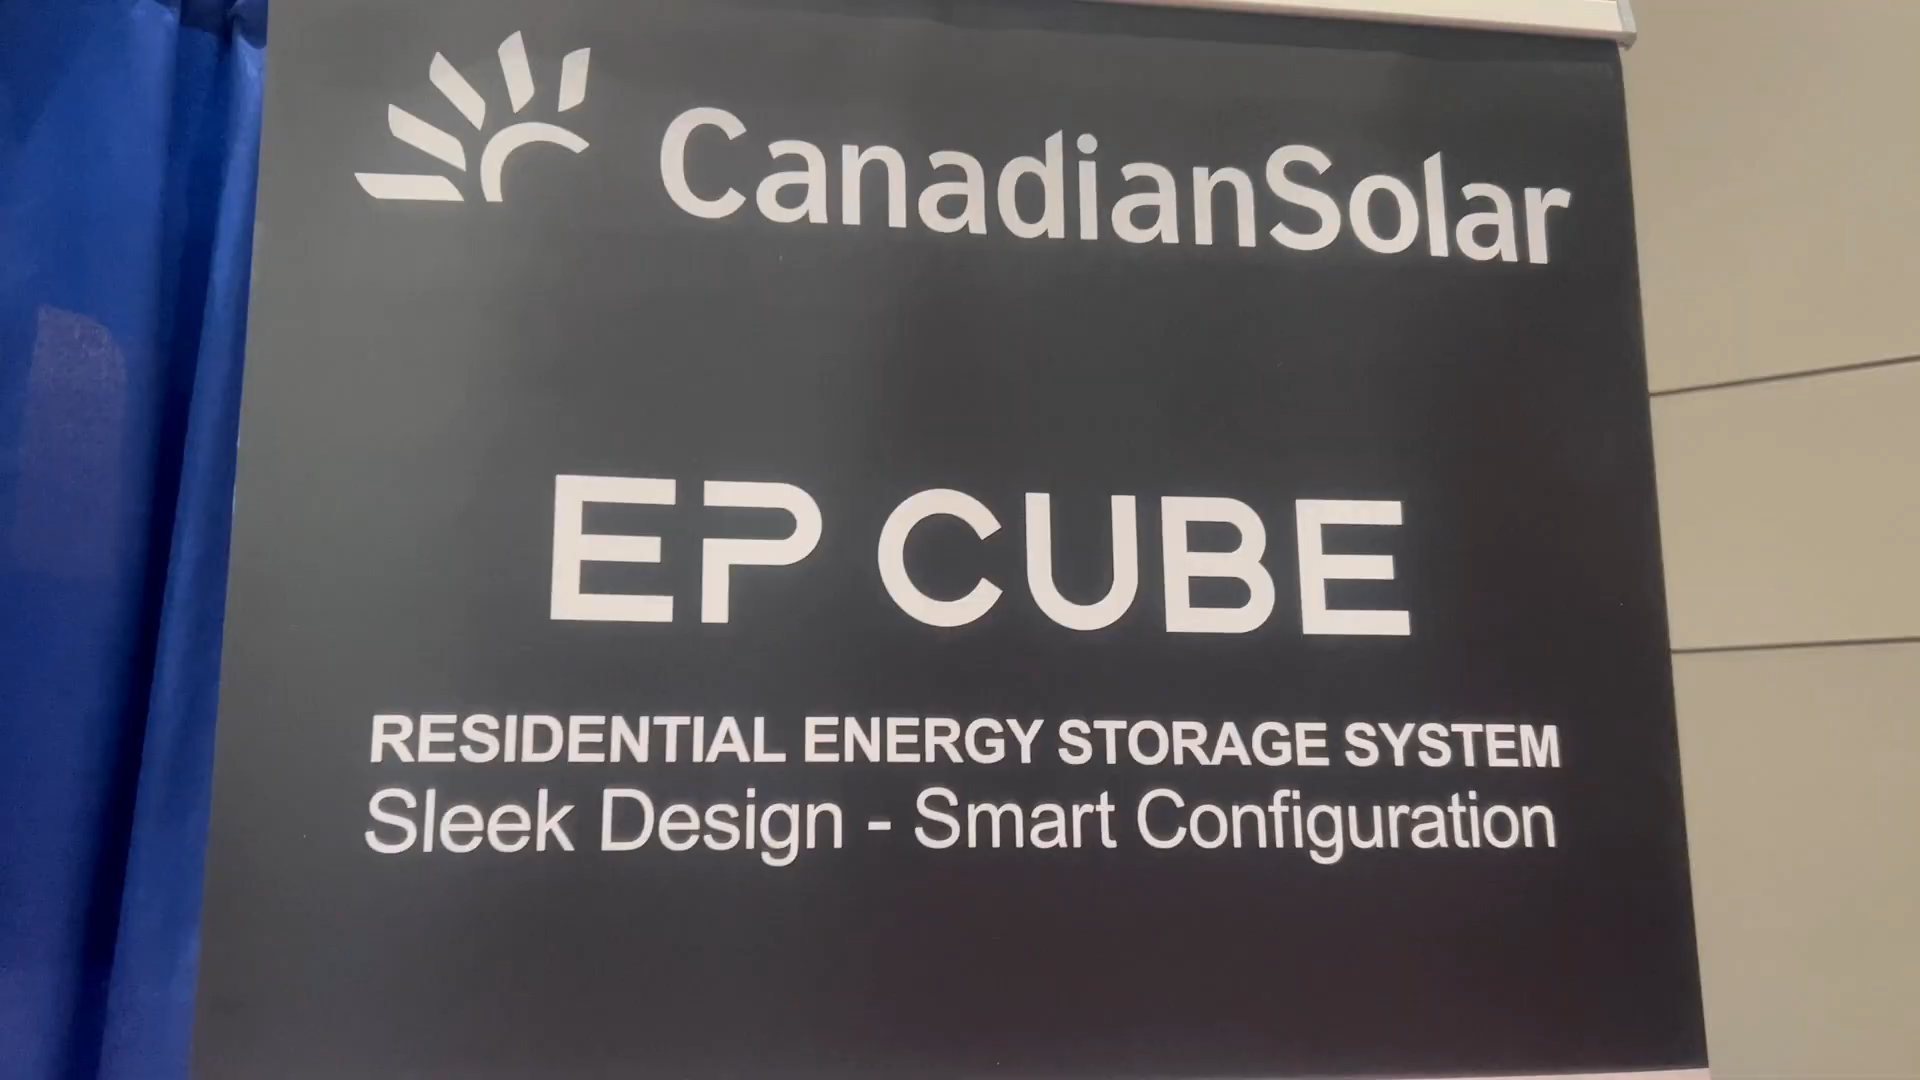 CanadianSolar
EP CUBE
RESIDENTIAL ENERGY STORAGE SYSTEM
Sleek Design - Smart Configuration